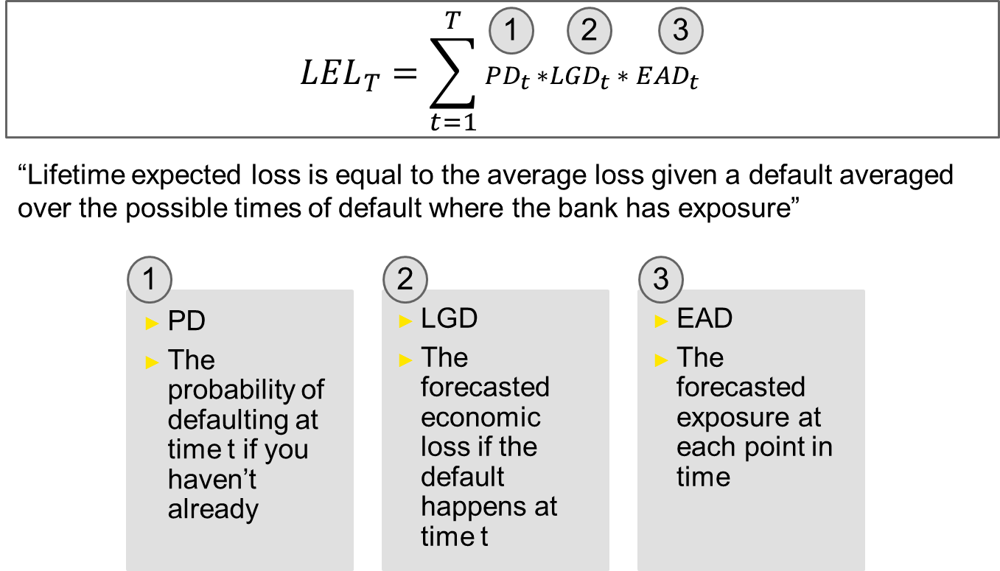 1 2 3
LEL_T = \sum_{t=1}^{T} PD_t * LGD_t * EAD_t
“Lifetime expected loss is equal to the average loss given a default averaged
over the possible times of default where the bank has exposure”
1
PD
The
probability of
defaulting at
time t if you
haven’t
already
2
LGD
The
forecasted
economic
loss if the
default
happens at
time t
3
EAD
The
forecasted
exposure at
each point in
time